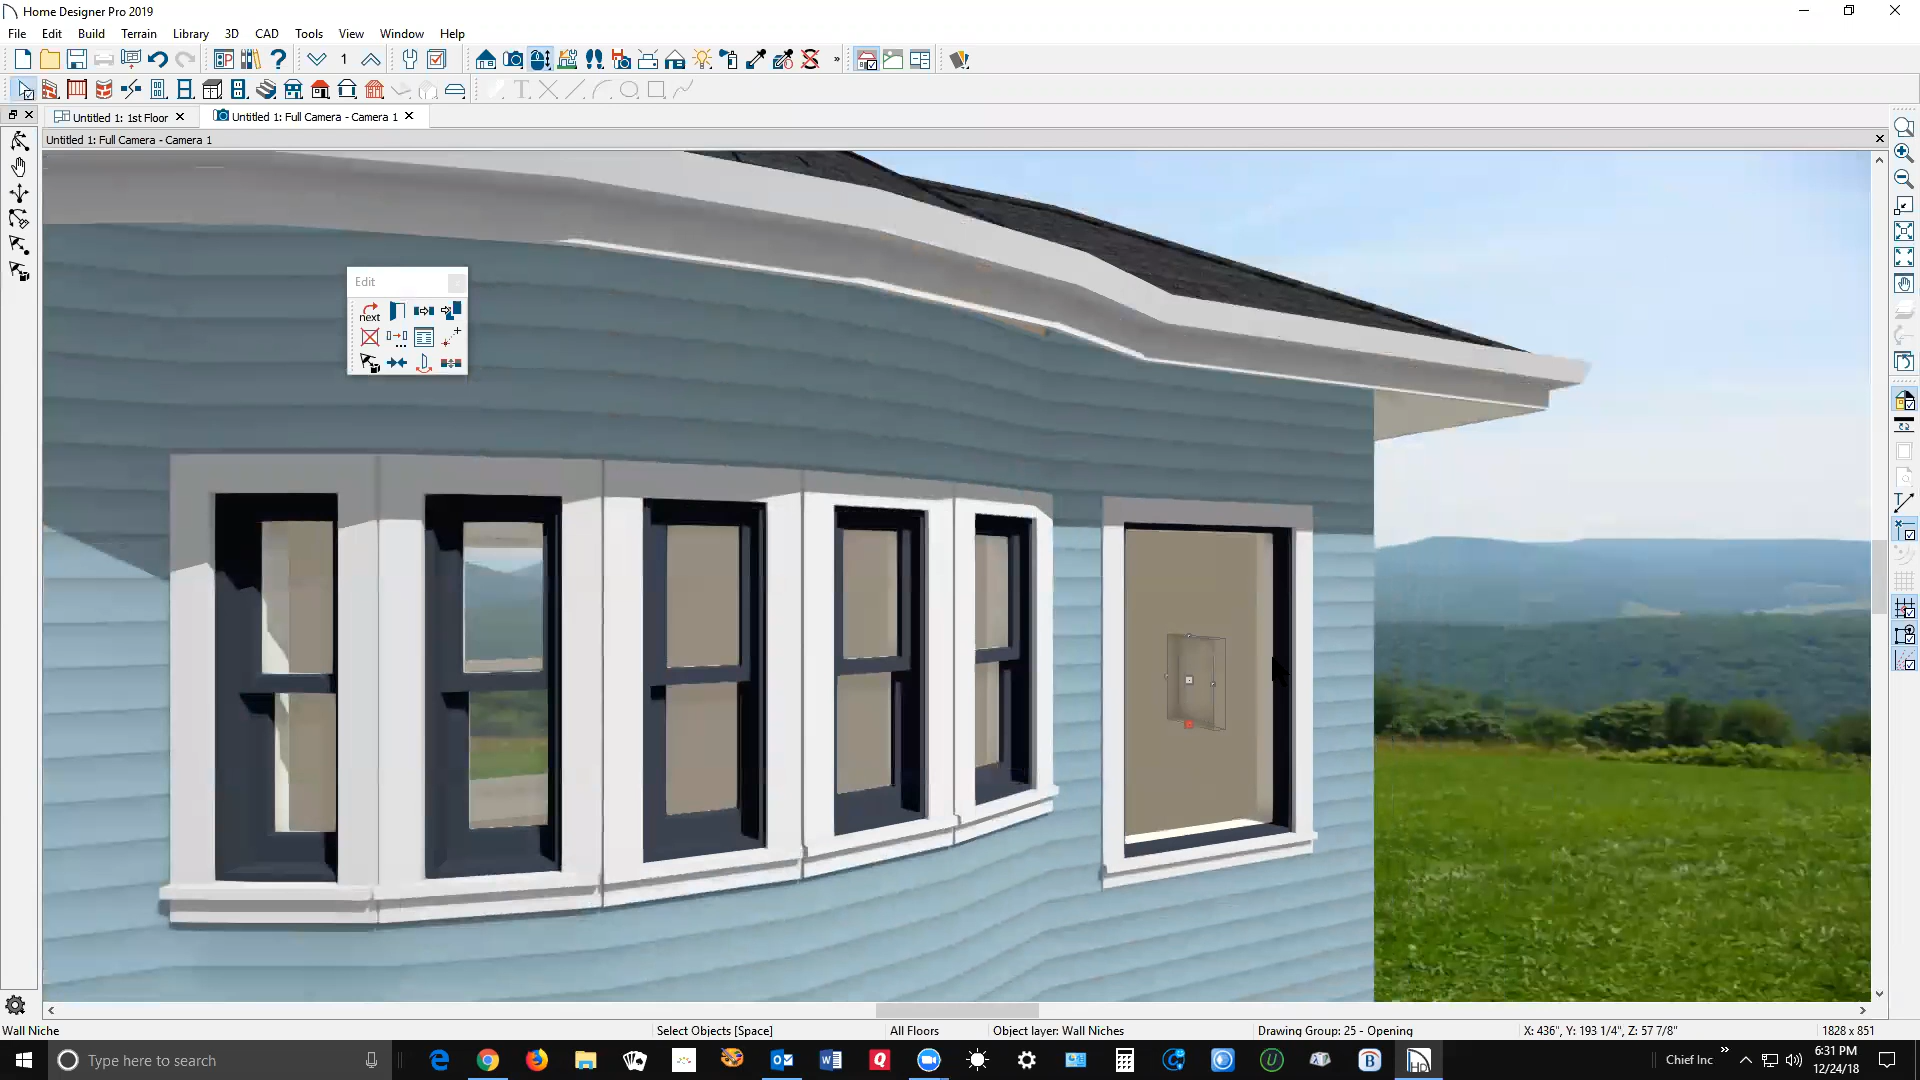 Home Designer Pro 2019
File Edit Build Terrain Library 3D CAD Tools View Window Help
1
Untitled 1: 1st Floor
Untitled 1: Full Camera - Camera 1
Untitled 1: Full Camera - Camera 1
Edit
next
Wall Niche
Select Objects [Space]
All Floors
Object layer: Wall Niches
Drawing Group: 25 - Opening
X: 436", Y: 193 1/4", Z: 57 7/8"
1828 x 851
Type here to search
Chief Inc
6:31 PM
12/24/18